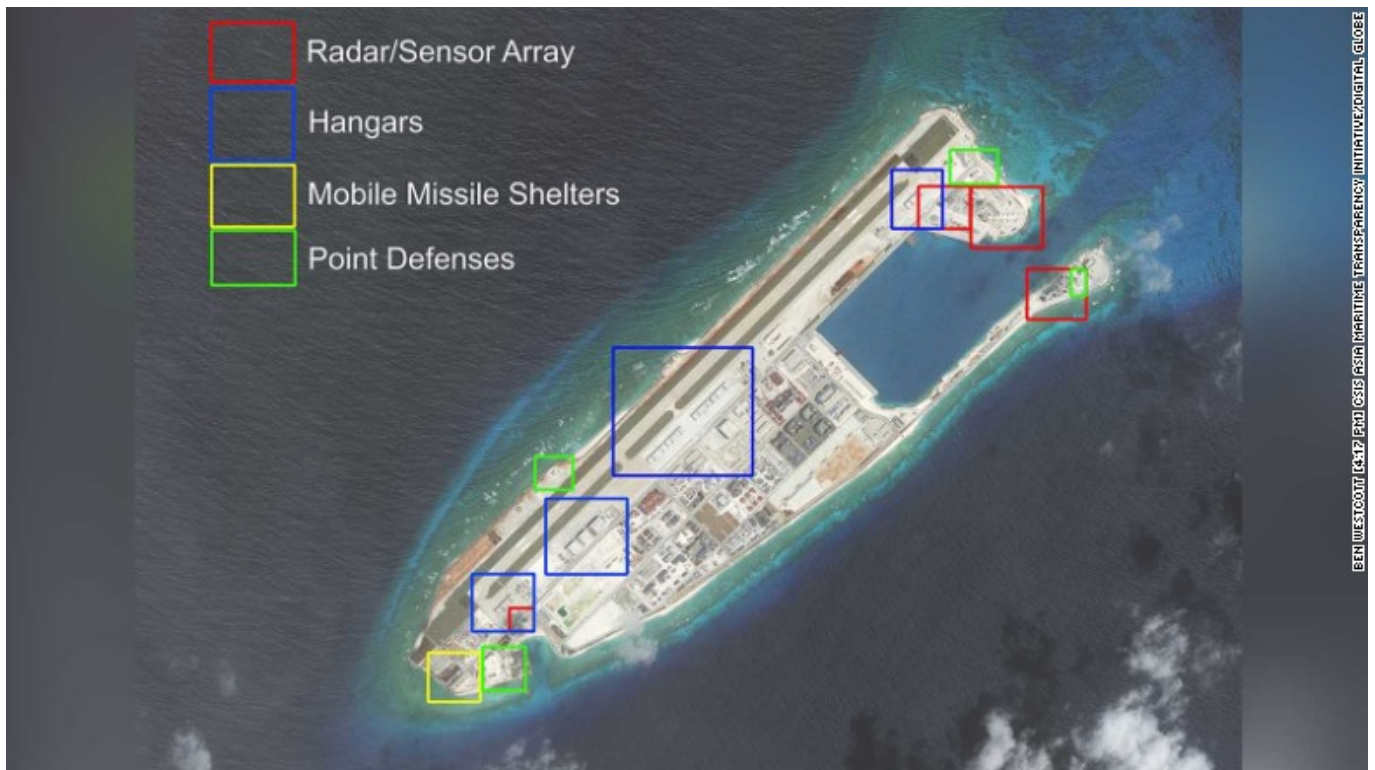 Radar/Sensor Array
Hangars
Mobile Missile Shelters
Point Defenses
BEN WESTCOTT [4:17 PM] CSIS ASIA MARITIME TRANSPARENCY INITIATIVE/DIGITAL GLOBE